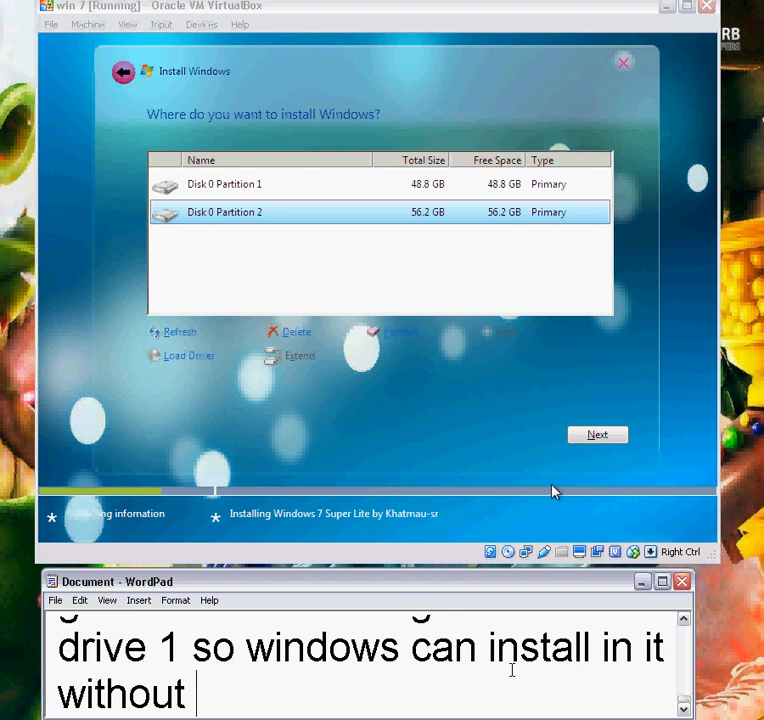 win 7 [Running] - Oracle VM VirtualBox
File Machine View Input Devices Help
RB
Install Windows
Where do you want to install Windows?
Name Total Size Free Space Type
Disk 0 Partition 1 48.8 GB 48.8 GB Primary
Disk 0 Partition 2 56.2 GB 56.2 GB Primary
Refresh Delete
Load Driver Extend
Next
infomation Installing Windows 7 Super Lite by Khatmau-sr
Right Ctrl
Document - WordPad
File Edit View Insert Format Help
drive 1 so windows can install in it
without